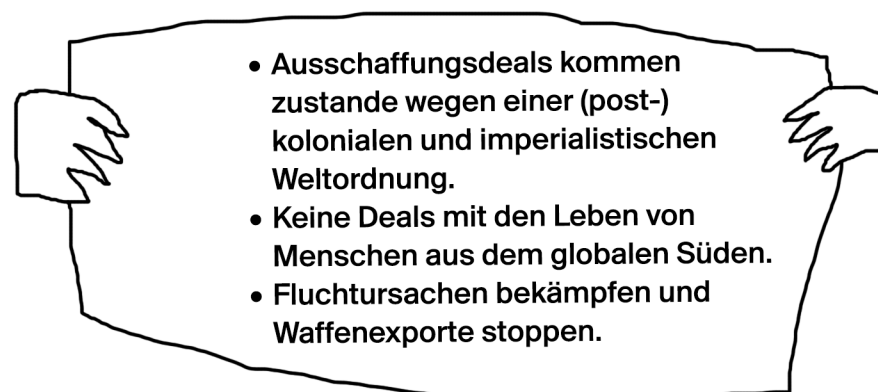 • Ausschaffungsdeals kommen
zustande wegen einer (post-)
kolonialen und imperialistischen
Weltordnung.
• Keine Deals mit den Leben von
Menschen aus dem globalen Süden.
• Fluchtursachen bekämpfen und
Waffenexporte stoppen.